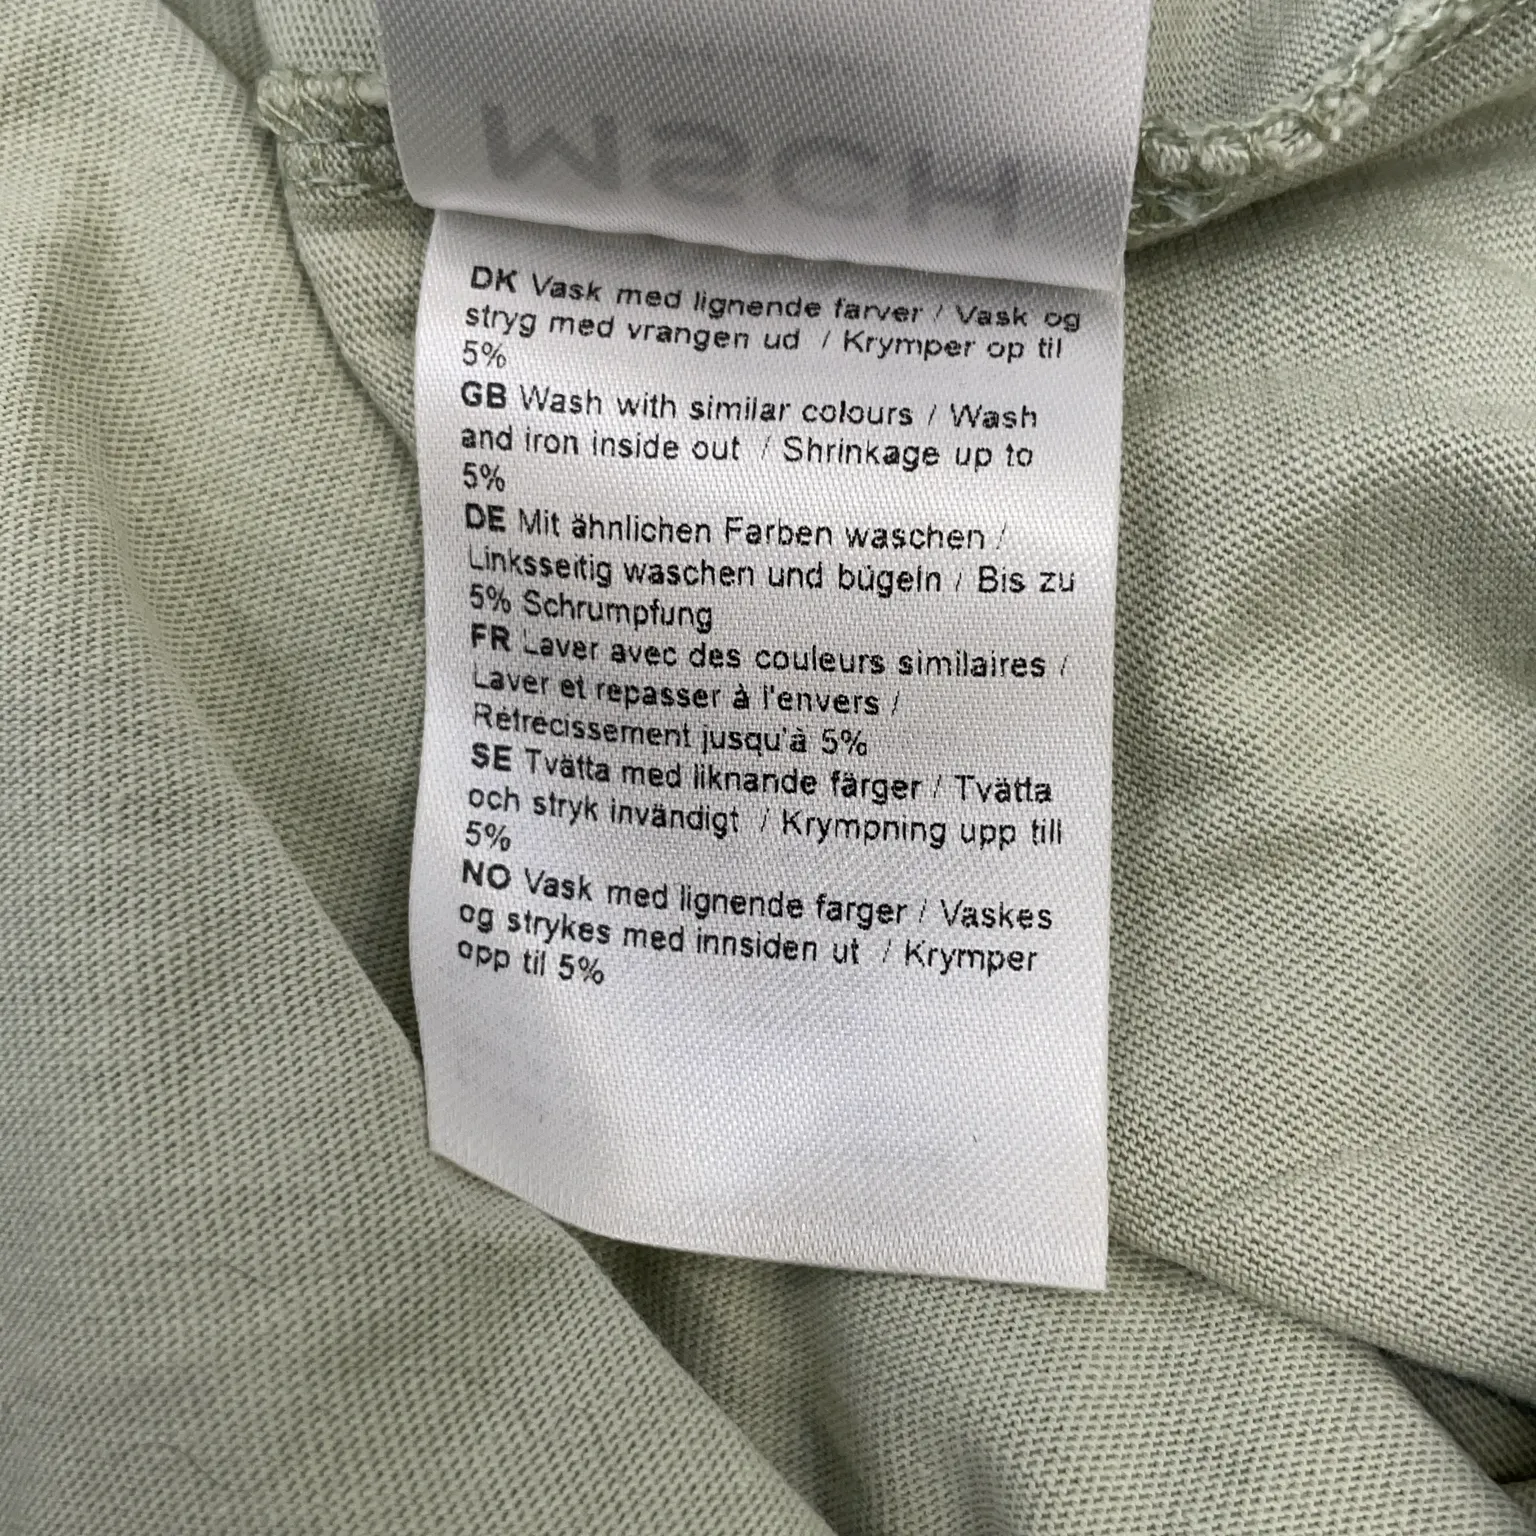 DK Vask med lignende farver / Vask og
stryg med vrangen ud / Krymper op til
5%
GB Wash with similar colours / Wash
and iron inside out / Shrinkage up to
5%
DE Mit ähnlichen Farben waschen /
Linksseitig waschen und bügeln / Bis zu
5% Schrumpfung
FR Laver avec des couleurs similaires /
Laver et repasser à l'envers /
Rétrécissement jusqu'à 5%
SE Tvätta med liknande färger / Tvätta
och stryk invändigt / Krympning upp till
5%
NO Vask med lignende farger / Vaskes
og strykes med innsiden ut / Krymper
opp til 5%